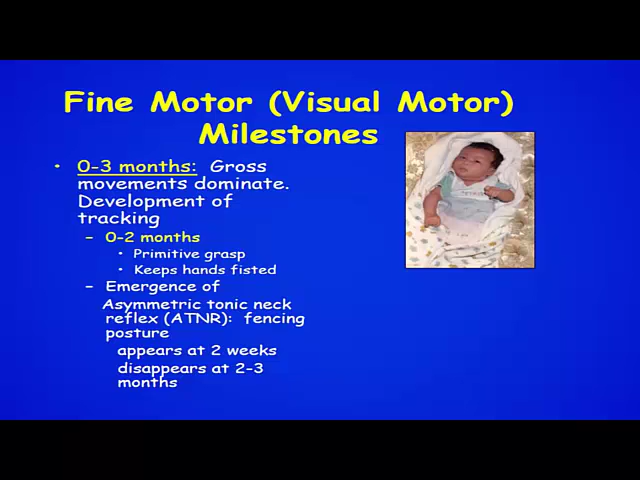 Fine Motor (Visual Motor)
Milestones
• 0-3 months: Gross
movements dominate.
Development of
tracking
– 0-2 months
• Primitive grasp
• Keeps hands fisted
– Emergence of
Asymmetric tonic neck
reflex (ATNR): fencing
posture
appears at 2 weeks
disappears at 2-3
months